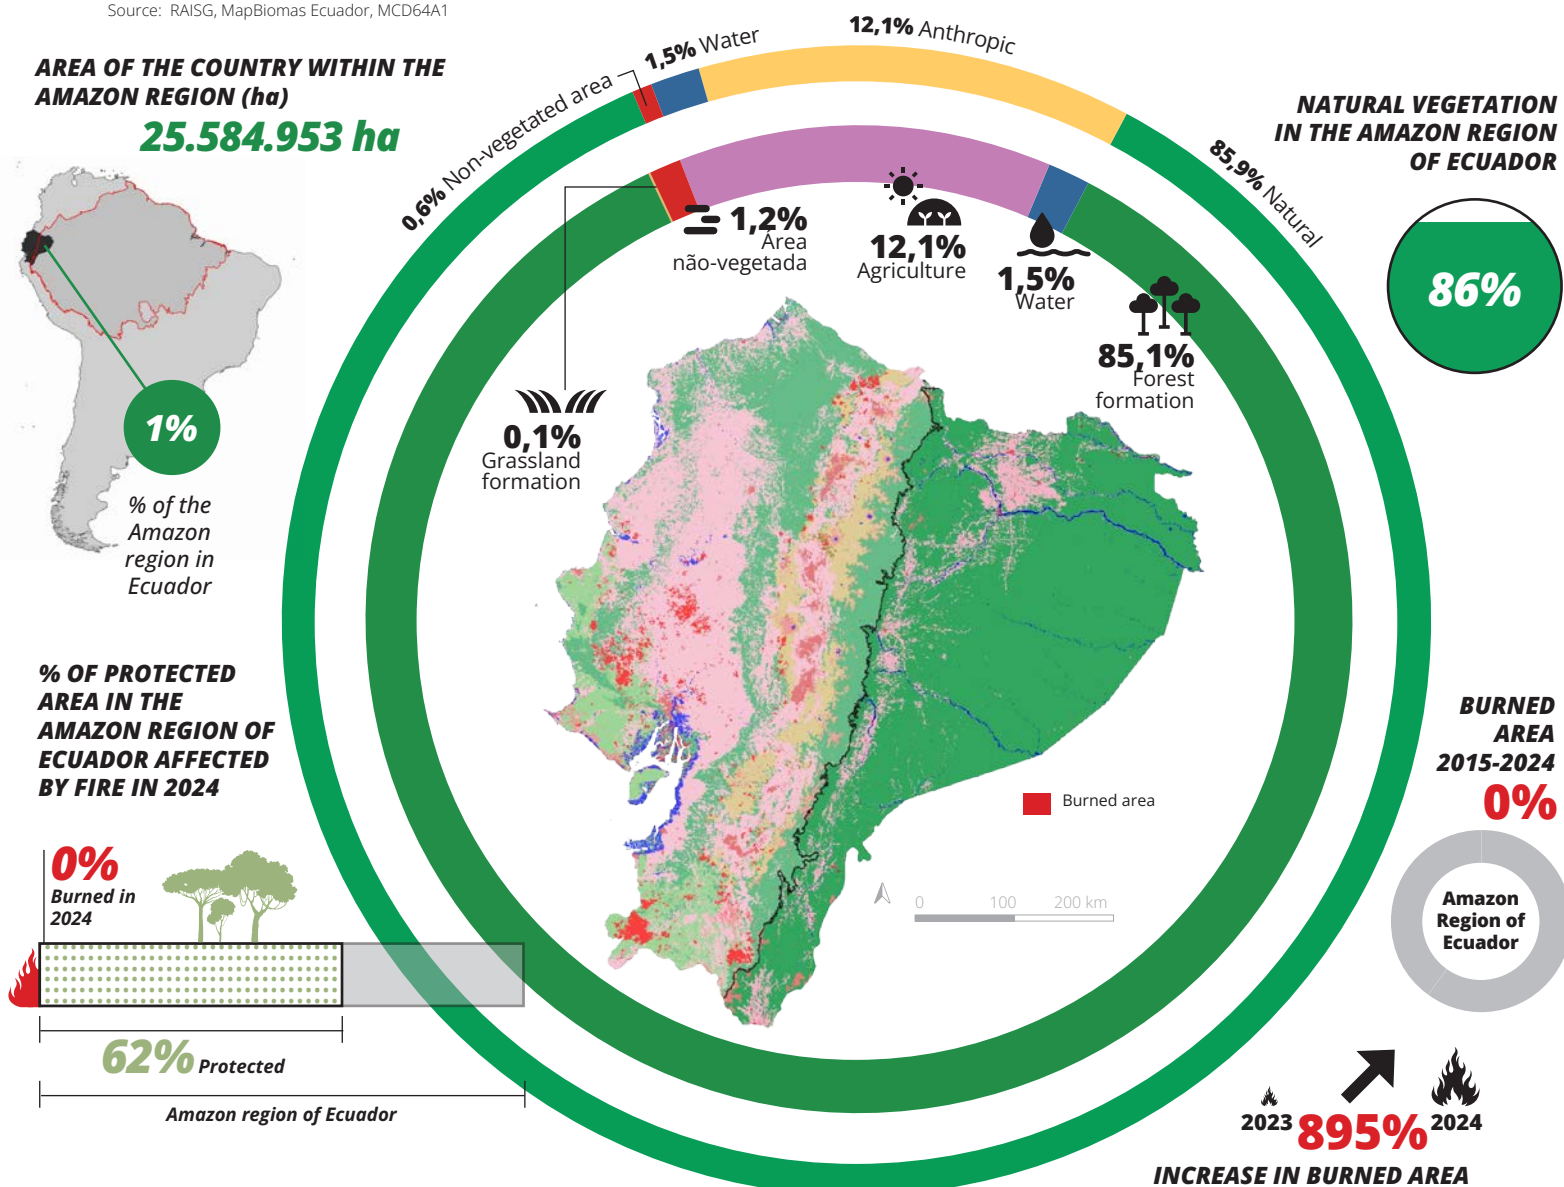 Source: RAISG, MapBiomas Ecuador, MCD64A1
AREA OF THE COUNTRY WITHIN THE
AMAZON REGION (ha)
25.584.953 ha
1%
% of the
Amazon
region in
Ecuador
0,6% Non-vegetated area
1,5% Water
12,1% Anthropic
85,9% Natural
NATURAL VEGETATION
IN THE AMAZON REGION
OF ECUADOR
86%
0,1%
Grassland
formation
1,2%
Área
não-vegetada
12,1%
Agriculture
1,5%
Water
85,1%
Forest
formation
Burned area
0 100 200 km
% OF PROTECTED
AREA IN THE
AMAZON REGION OF
ECUADOR AFFECTED
BY FIRE IN 2024
0%
Burned in
2024
62% Protected
Amazon region of Ecuador
BURNED
AREA
2015-2024
0%
Amazon
Region of
Ecuador
2023 895% 2024
INCREASE IN BURNED AREA